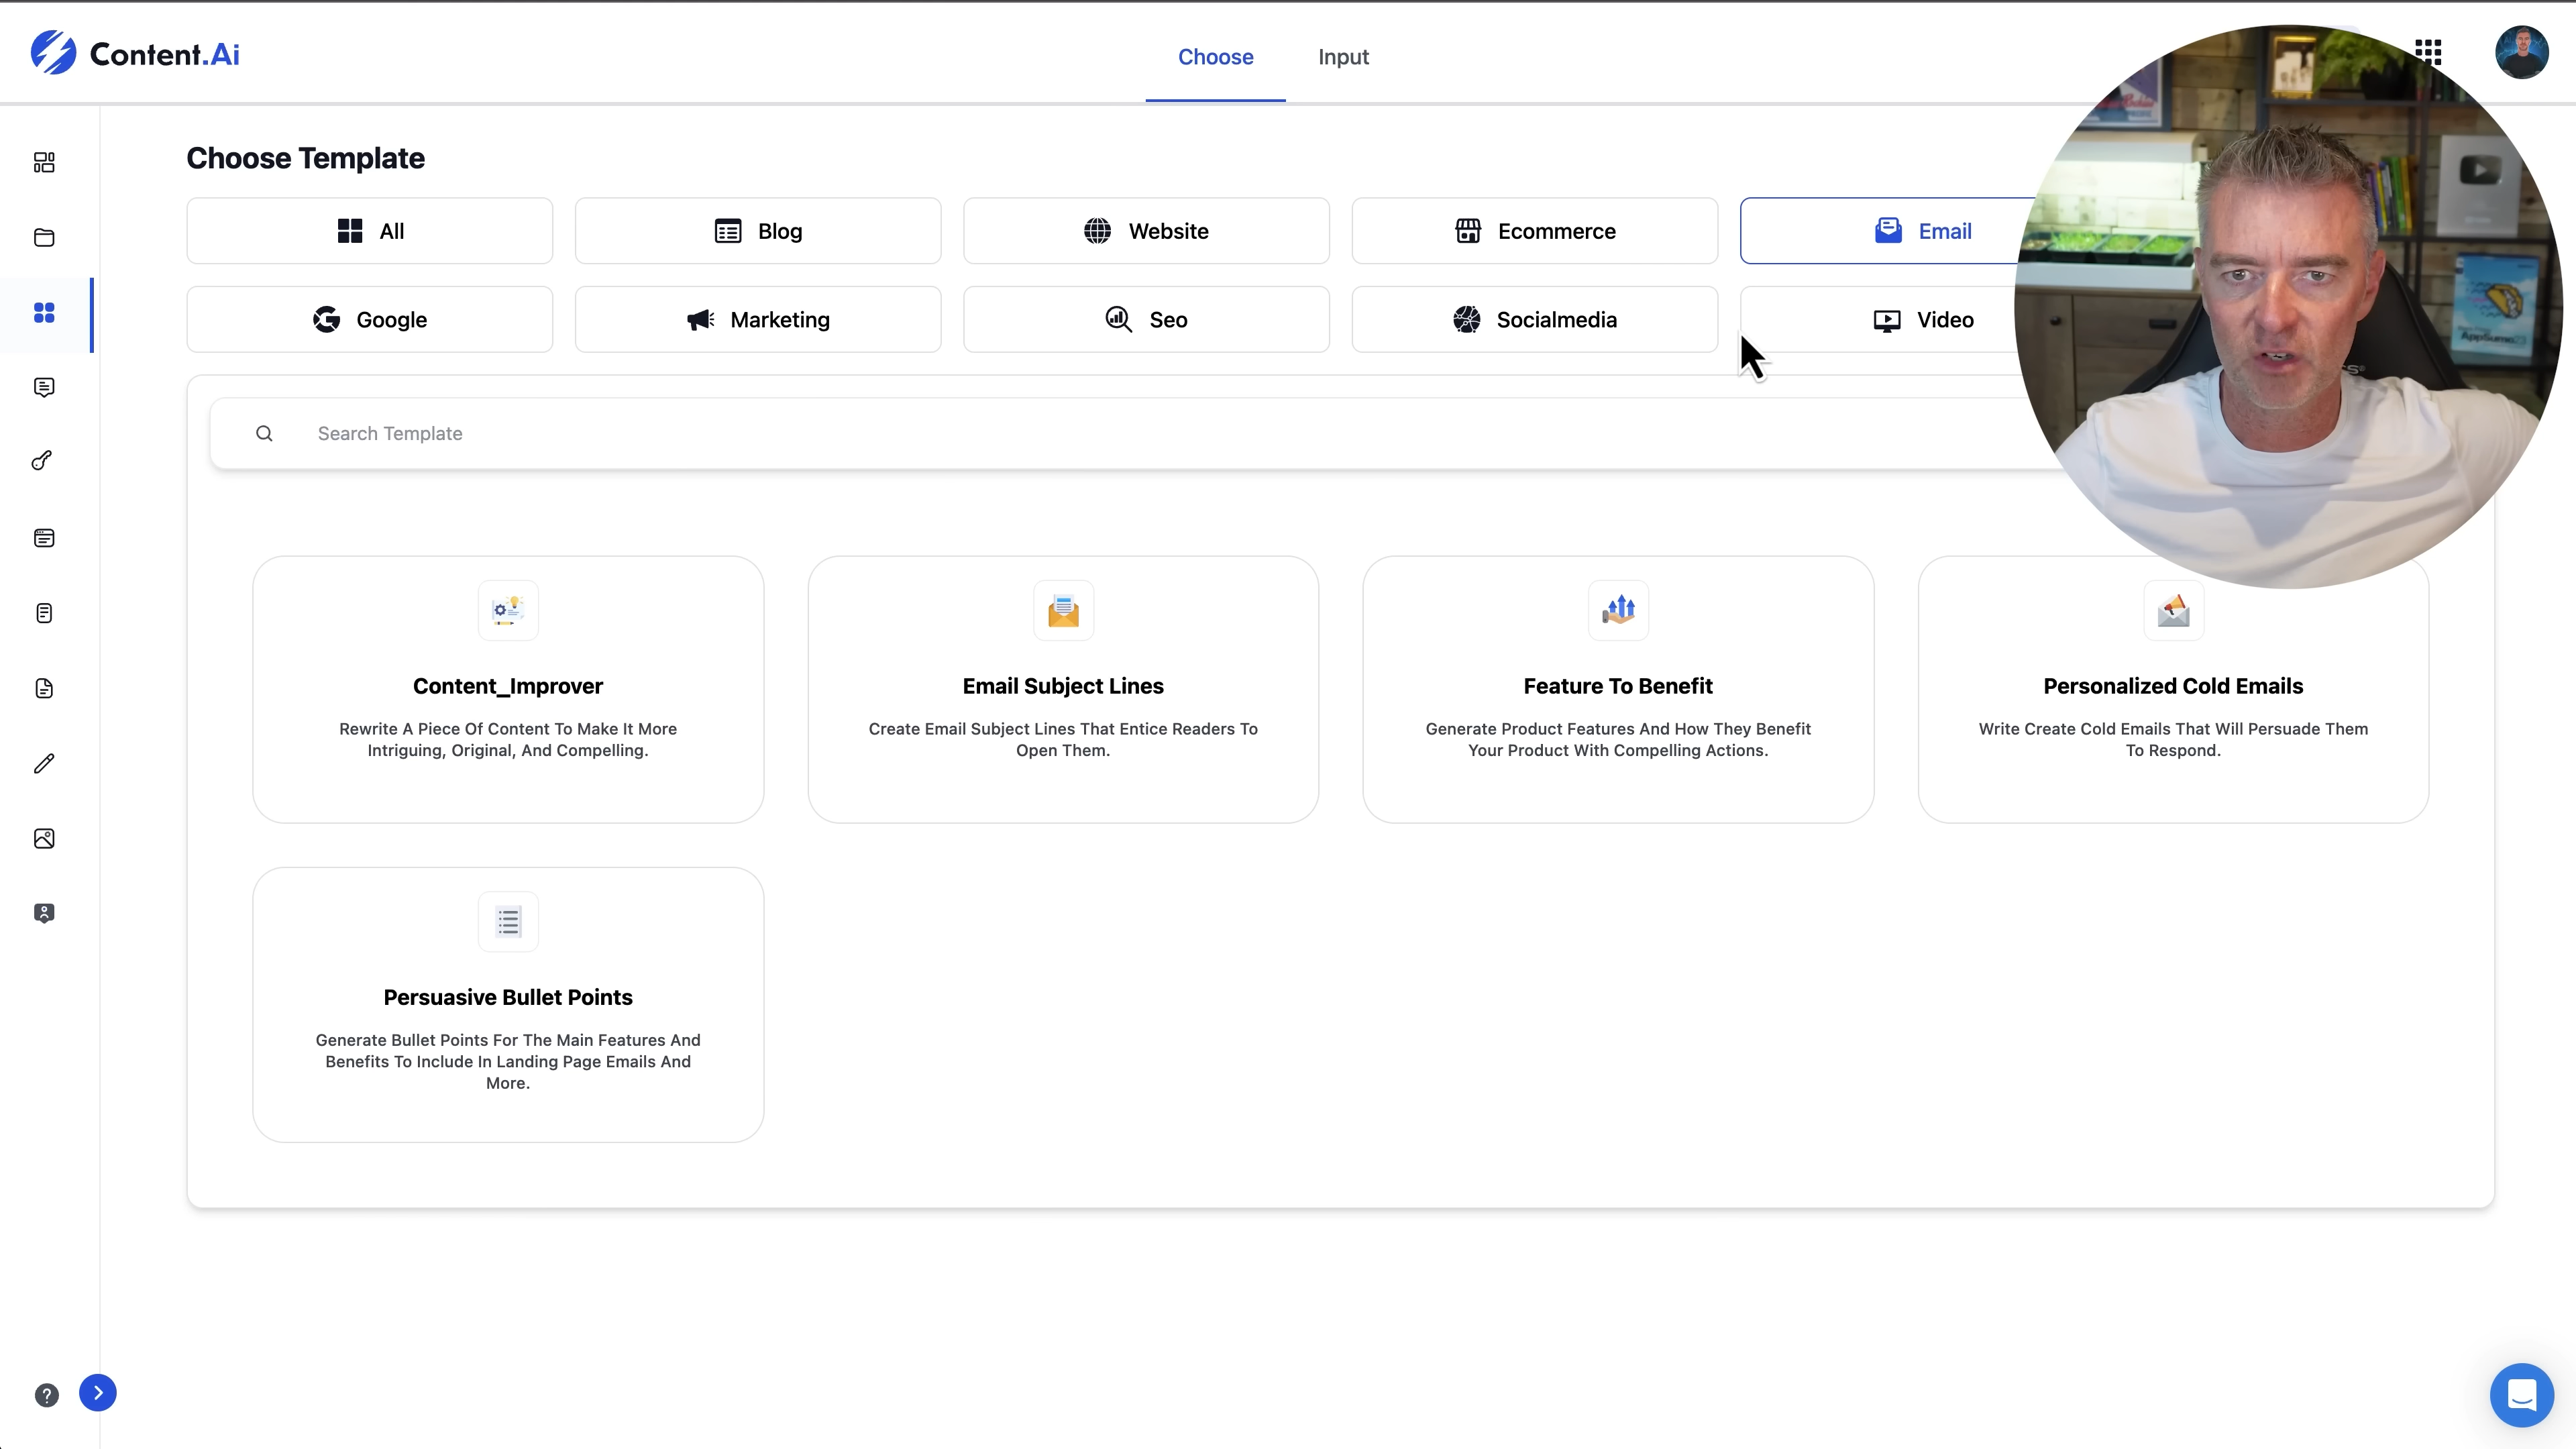 Content.Ai
Choose
Input
Choose Template
All
Blog
Website
Ecommerce
Email
Google
Marketing
Seo
Socialmedia
Video
Search Template
Content_Improver
Rewrite A Piece Of Content To Make It More
Intriguing, Original, And Compelling.
Email Subject Lines
Create Email Subject Lines That Entice Readers To
Open Them.
Feature To Benefit
Generate Product Features And How They Benefit
Your Product With Compelling Actions.
Personalized Cold Emails
Write Create Cold Emails That Will Persuade Them
To Respond.
Persuasive Bullet Points
Generate Bullet Points For The Main Features And
Benefits To Include In Landing Page Emails And
More.
AppSumo